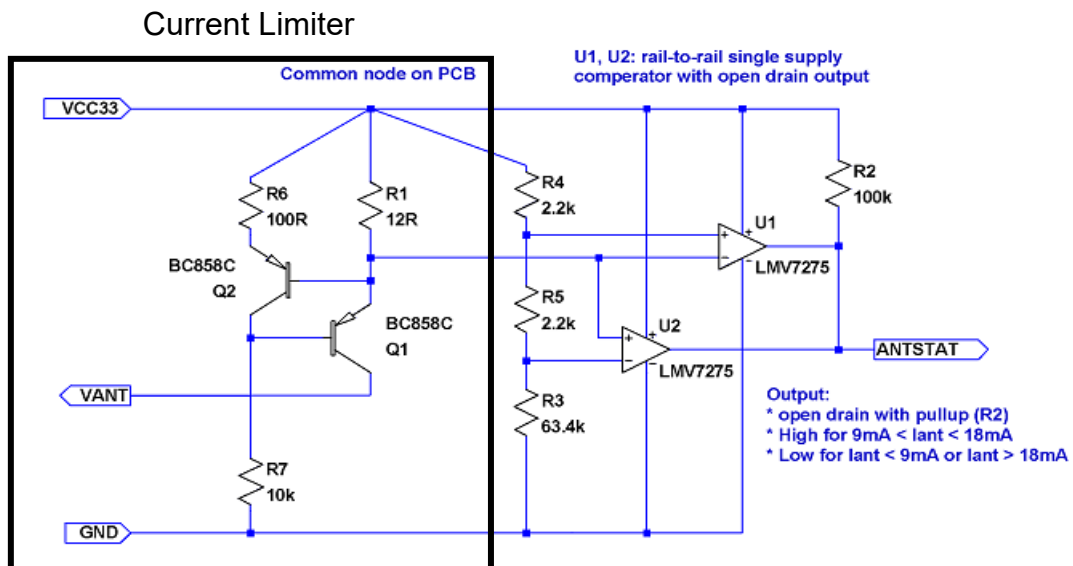 Current Limiter
U1, U2: rail-to-rail single supply
comperator with open drain output
Common node on PCB
VCC33
R6
100R
R1
12R
R4
2.2k
R2
100k
U1
LMV7275
BC858C
Q2
R5
2.2k
BC858C
Q1
U2
LMV7275
ANTSTAT
VANT
R3
63.4k
Output:
* open drain with pullup (R2)
* High for 9mA < Iant < 18mA
* Low for Iant < 9mA or Iant > 18mA
R7
10k
GND